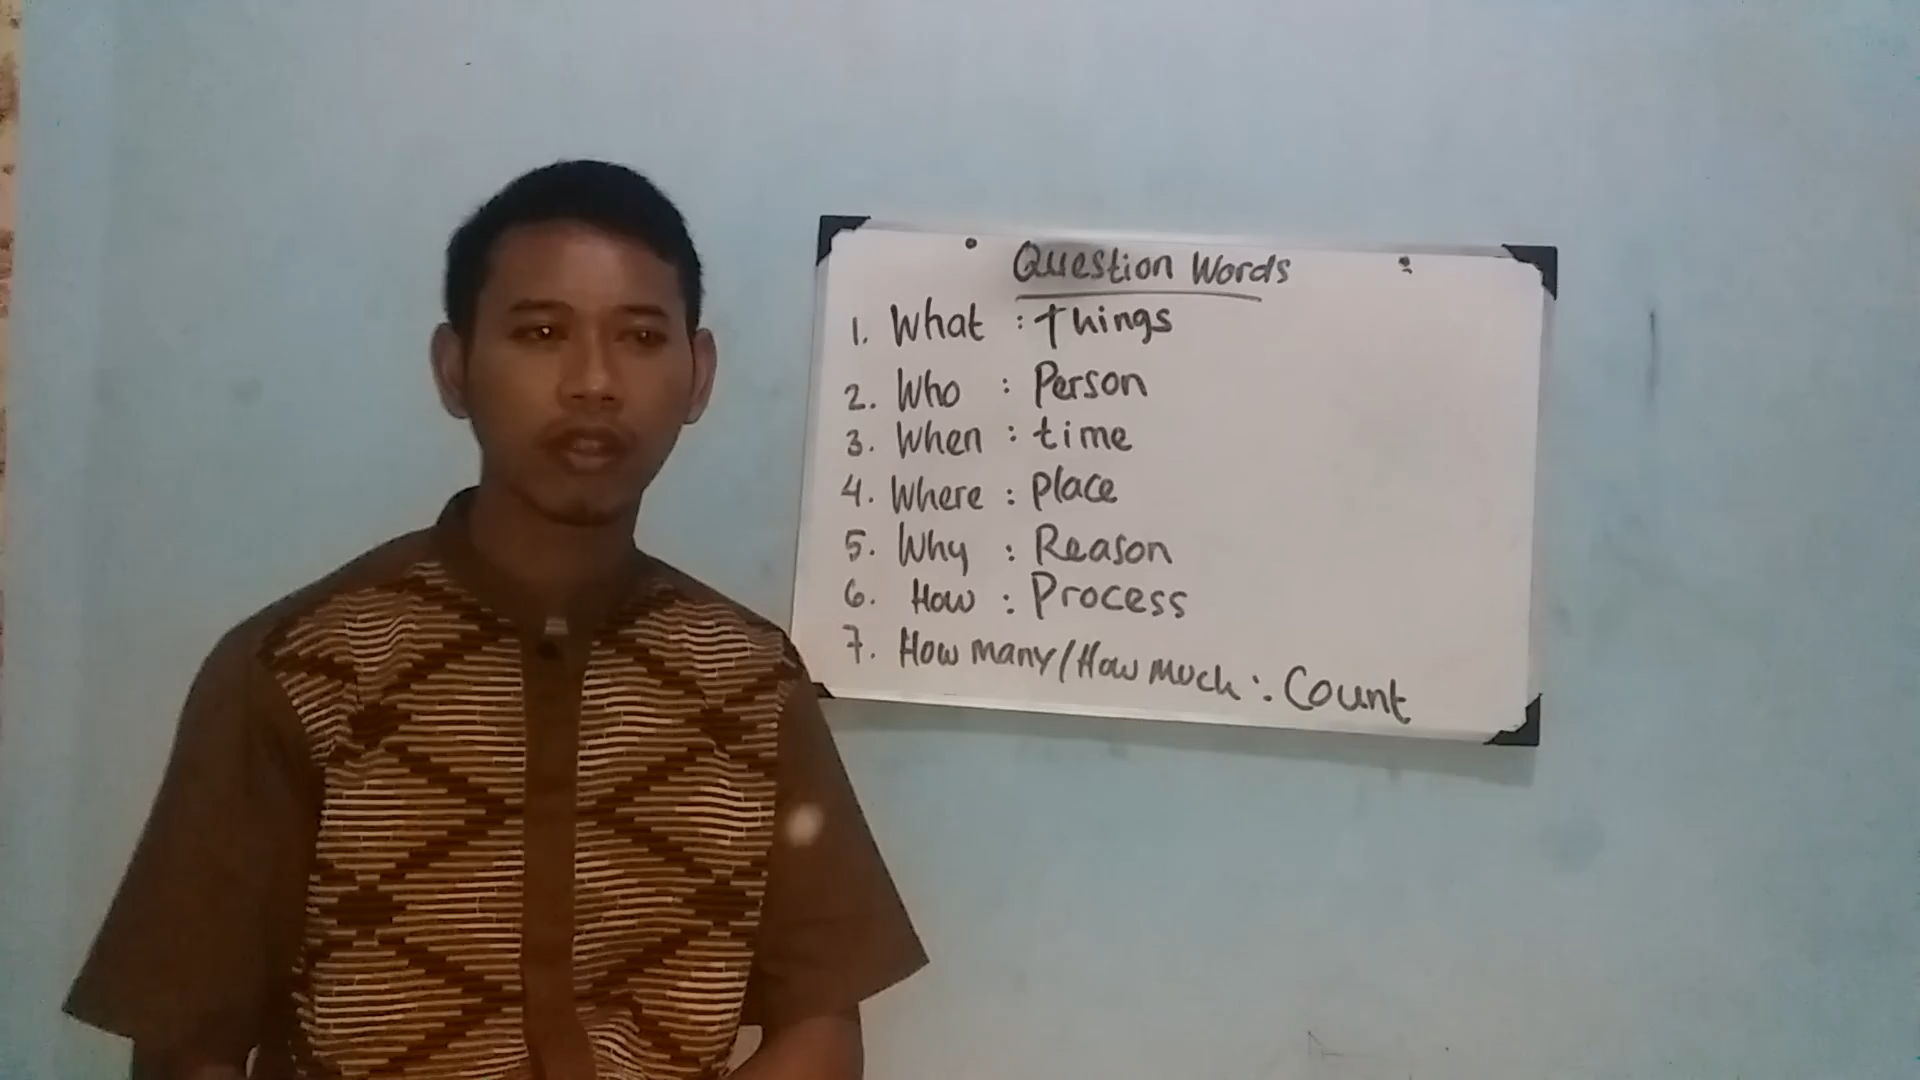 Question Words
1. What : Things
2. Who : Person
3. When : time
4. Where : place
5. Why : Reason
6. How : Process
7. How many/How much : Count